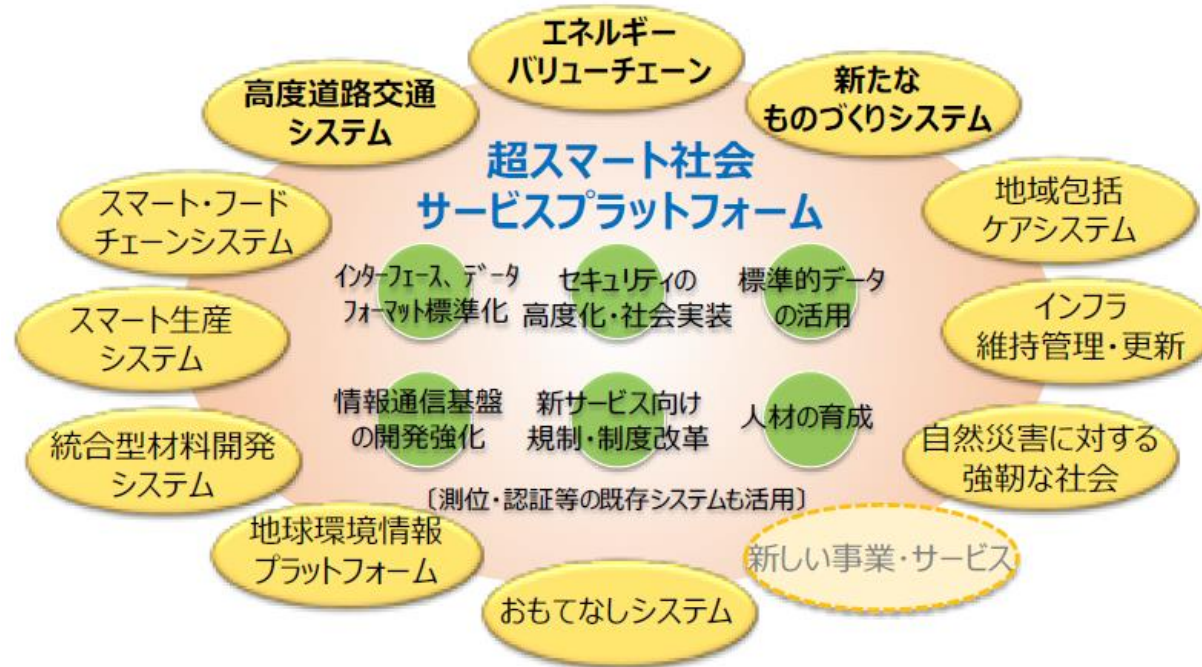 エネルギー
バリューチェーン
高度道路交通
システム
新たな
ものづくりシステム
超スマート社会
サービスプラットフォーム
スマート・フード
チェーンシステム
地域包括
ケアシステム
インターフェース、データ
フォーマット標準化
セキュリティの
高度化・社会実装
標準的データ
の活用
スマート生産
システム
インフラ
維持管理・更新
情報通信基盤
の開発強化
新サービス向け
規制・制度改革
人材の育成
統合型材料開発
システム
自然災害に対する
強靭な社会
〔測位・認証等の既存システムも活用〕
地球環境情報
プラットフォーム
新しい事業・サービス
おもてなしシステム